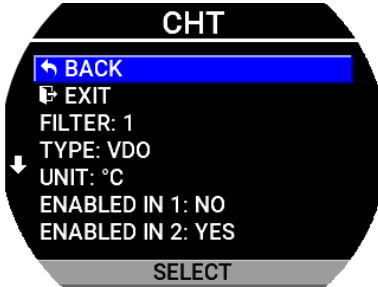 CHT
BACK
EXIT
FILTER: 1
TYPE: VDO
UNIT: °C
ENABLED IN 1: NO
ENABLED IN 2: YES
SELECT